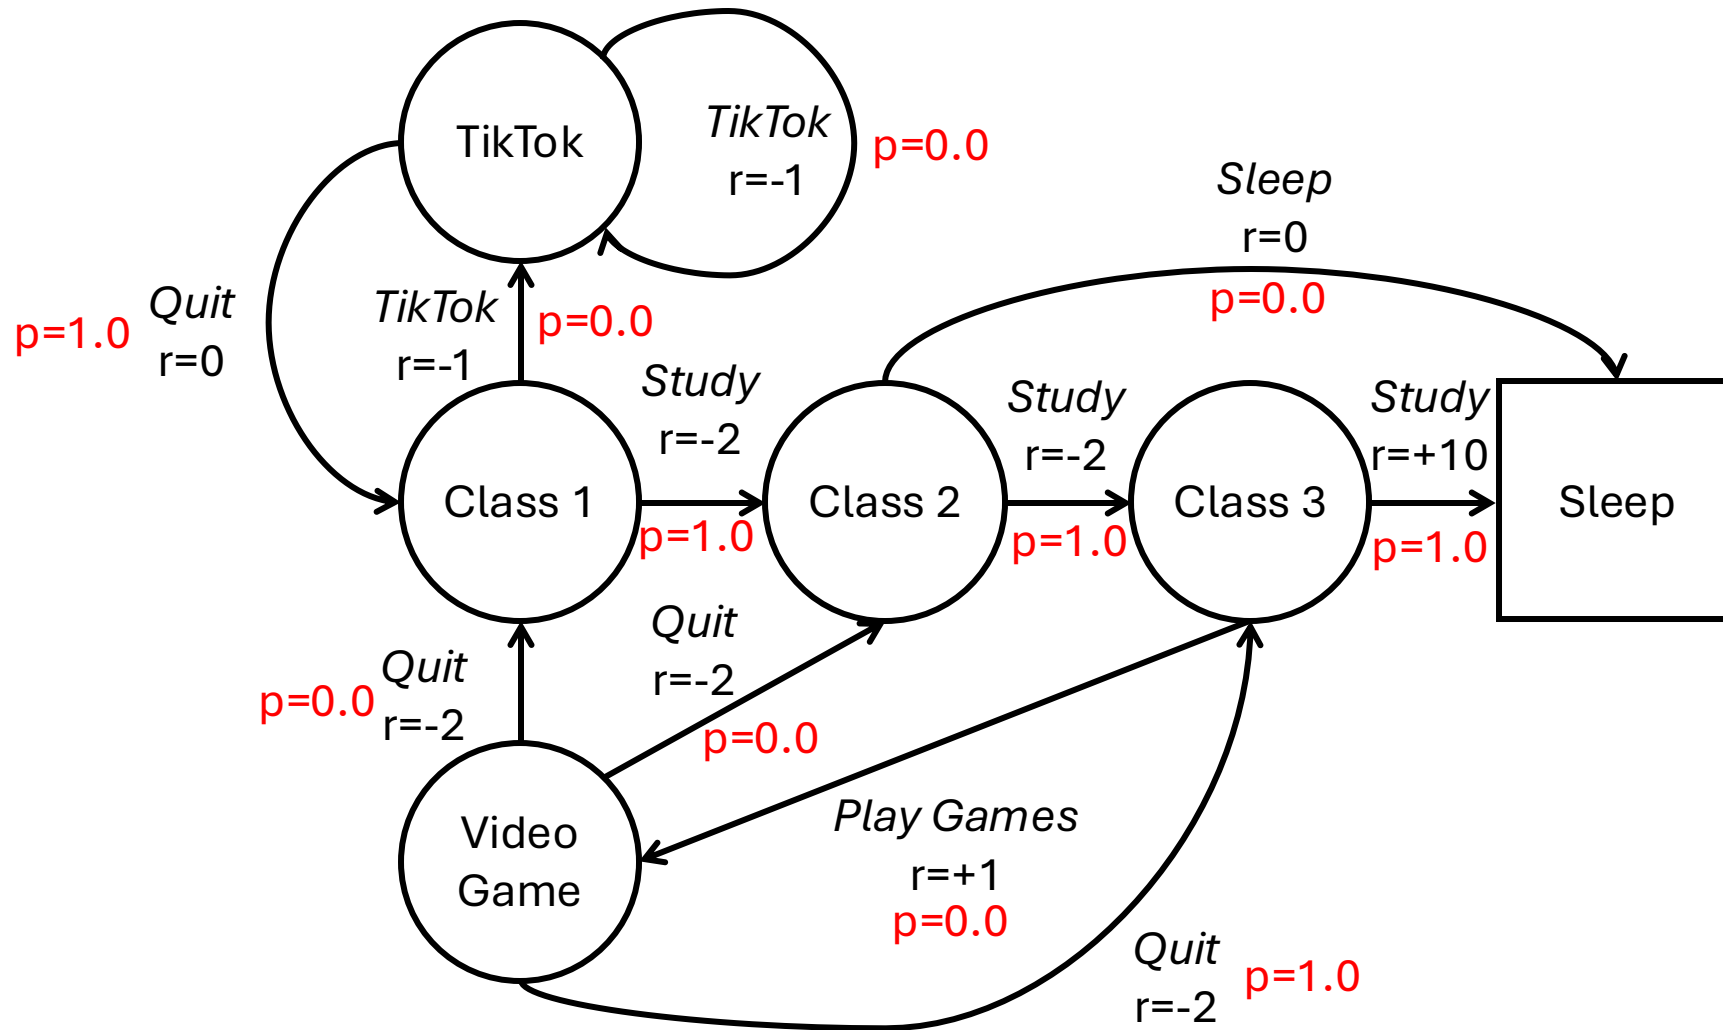 TikTok
TikTok
r=-1
p=0.0
Sleep
r=0
p=0.0
p=1.0
Quit
r=0
TikTok
r=-1
p=0.0
Study
r=-2
p=1.0
Study
r=-2
p=1.0
Study
r=+10
p=1.0
Class 1
Class 2
Class 3
Sleep
p=0.0
Quit
r=-2
Quit
r=-2
p=0.0
Video
Game
Play Games
r=+1
p=0.0
Quit
r=-2
p=1.0